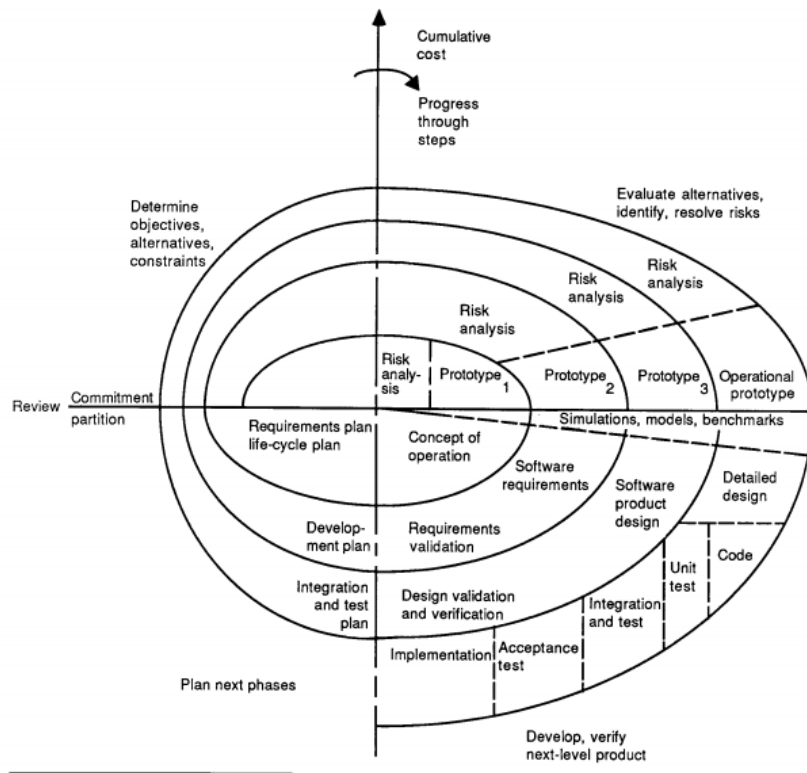 Cumulative
cost
Progress
through
steps
Determine
objectives,
alternatives,
constraints
Evaluate alternatives,
identify, resolve risks
Risk
analysis
Risk
analysis
Risk
analysis
Risk
analy-
sis
Prototype
1
Prototype
2
Prototype
3
Operational
prototype
Review
Commitment
partition
Simulations, models, benchmarks
Requirements plan
life-cycle plan
Concept of
operation
Software
requirements
Software
product
design
Detailed
design
Develop-
ment plan
Requirements
validation
Code
Unit
test
Integration
and test
plan
Design validation
and verification
Integration
and test
Implementation
Acceptance
test
Plan next phases
Develop, verify
next-level product